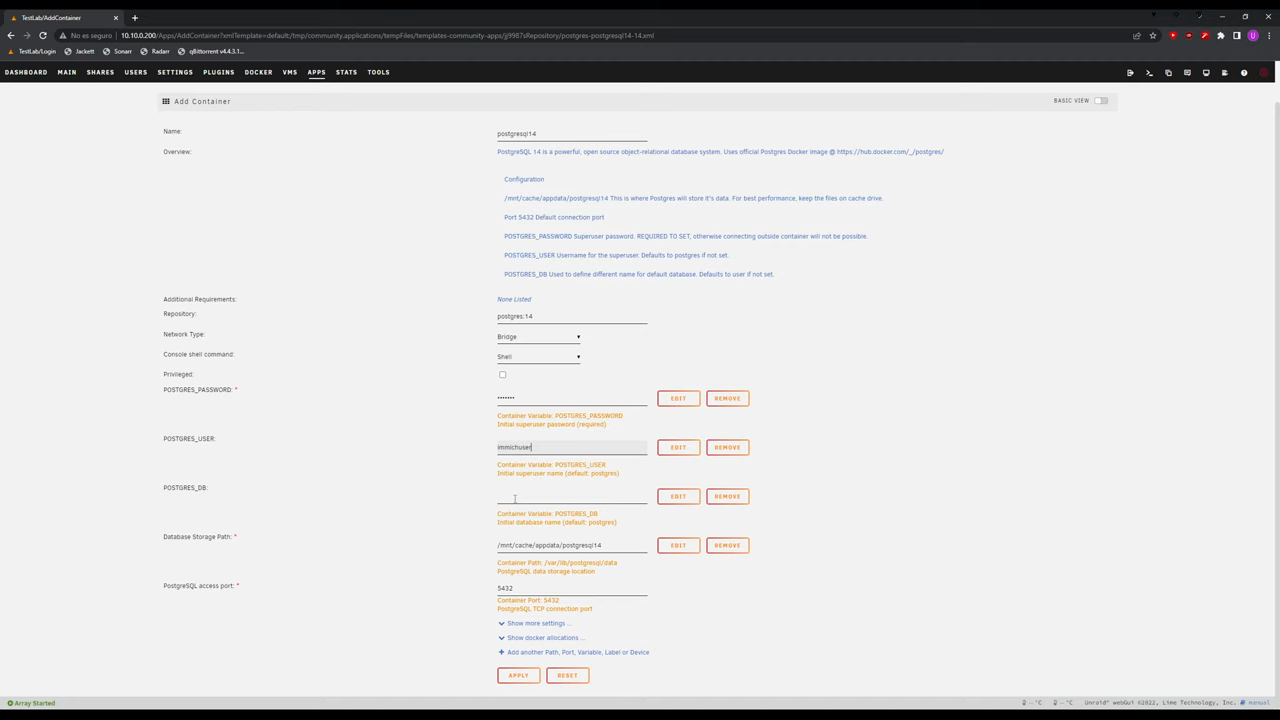 TestLab/AddContainer
No es seguro 10.10.0.200/Apps/AddContainer?xmlTemplate=default:/tmp/community.applications/tempFiles/templates-community-apps/jj9987sRepository/postgres-postgresql14-14.xml
TestLab/Login Jackett Sonarr Radarr qBittorrent v4.4.3.1...
DASHBOARD MAIN SHARES USERS SETTINGS PLUGINS DOCKER VMS APPS STATS TOOLS
Add Container
BASIC VIEW
Name:
postgresql14
Overview:
PostgreSQL 14 is a powerful, open source object-relational database system. Uses official Postgres Docker image @ https://hub.docker.com/_/postgres/
Configuration
/mnt/cache/appdata/postgresql14 This is where Postgres will store it's data. For best performance, keep the files on cache drive.
Port 5432 Default connection port
POSTGRES_PASSWORD Superuser password. REQUIRED TO SET, otherwise connecting outside container will not be possible.
POSTGRES_USER Username for the superuser. Defaults to postgres if not set.
POSTGRES_DB Used to define different name for default database. Defaults to user if not set.
Additional Requirements:
None Listed
Repository:
postgres:14
Network Type:
Bridge
Console shell command:
Shell
Privileged:
POSTGRES_PASSWORD: *
•••••••
EDIT REMOVE
Container Variable: POSTGRES_PASSWORD
Initial superuser password (required)
POSTGRES_USER:
immichuser
EDIT REMOVE
Container Variable: POSTGRES_USER
Initial superuser name (default: postgres)
POSTGRES_DB:
EDIT REMOVE
Container Variable: POSTGRES_DB
Initial database name (default: postgres)
Database Storage Path: *
/mnt/cache/appdata/postgresql14
EDIT REMOVE
Container Path: /var/lib/postgresql/data
PostgreSQL data storage location
PostgreSQL access port: *
5432
Container Port: 5432
PostgreSQL TCP connection port
Show more settings ...
Show docker allocations ...
Add another Path, Port, Variable, Label or Device
APPLY RESET
Array Started
--°C --°C Unraid® webGui ©2022, Lime Technology, Inc. manual